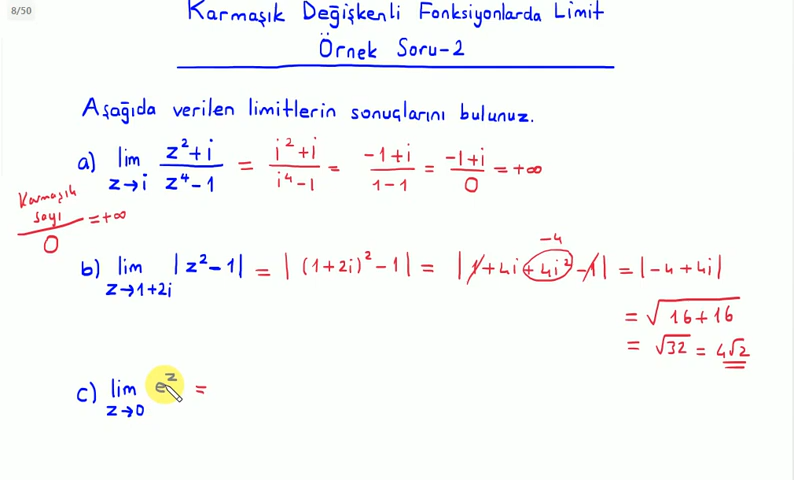 8/50
Karmaşık Değişkenli Fonksiyonlarda Limit
Örnek Soru-2
Aşağıda verilen limitlerin sonuçlarını bulunuz.
a) lim z→i (z²+i)/(z⁴-1) = (i²+i)/(i⁴-1) = (-1+i)/(1-1) = (-1+i)/0 = +∞
Karmaşık Sayı / 0 = +∞
b) lim z→1+2i |z²-1| = |(1+2i)²-1| = |1+4i+4i²-1| = |-4+4i|
-4
= √(16+16)
= √32 = 4√2
c) lim z→0 e^z =